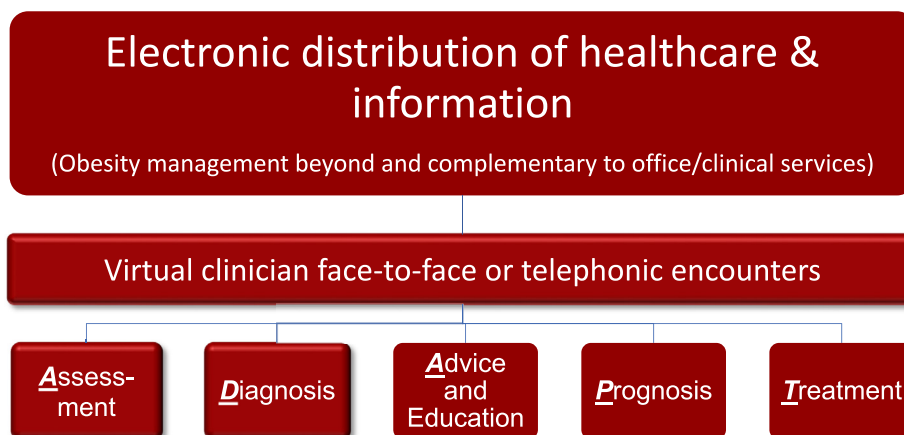 Electronic distribution of healthcare &
information
(Obesity management beyond and complementary to office/clinical services)
Virtual clinician face-to-face or telephonic encounters
Assess-
ment
Diagnosis
Advice
and
Education
Prognosis
Treatment